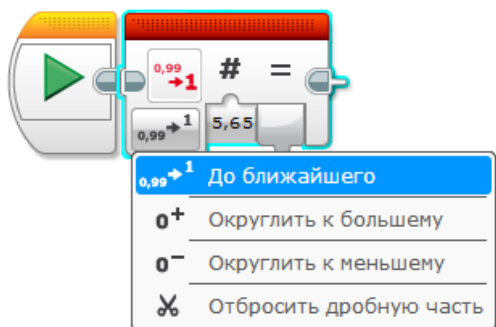 0,99 → 1 # =
0,99 → 1 5,65
0,99 → 1 До ближайшего
0+ Округлить к большему
0− Округлить к меньшему
Отбросить дробную часть